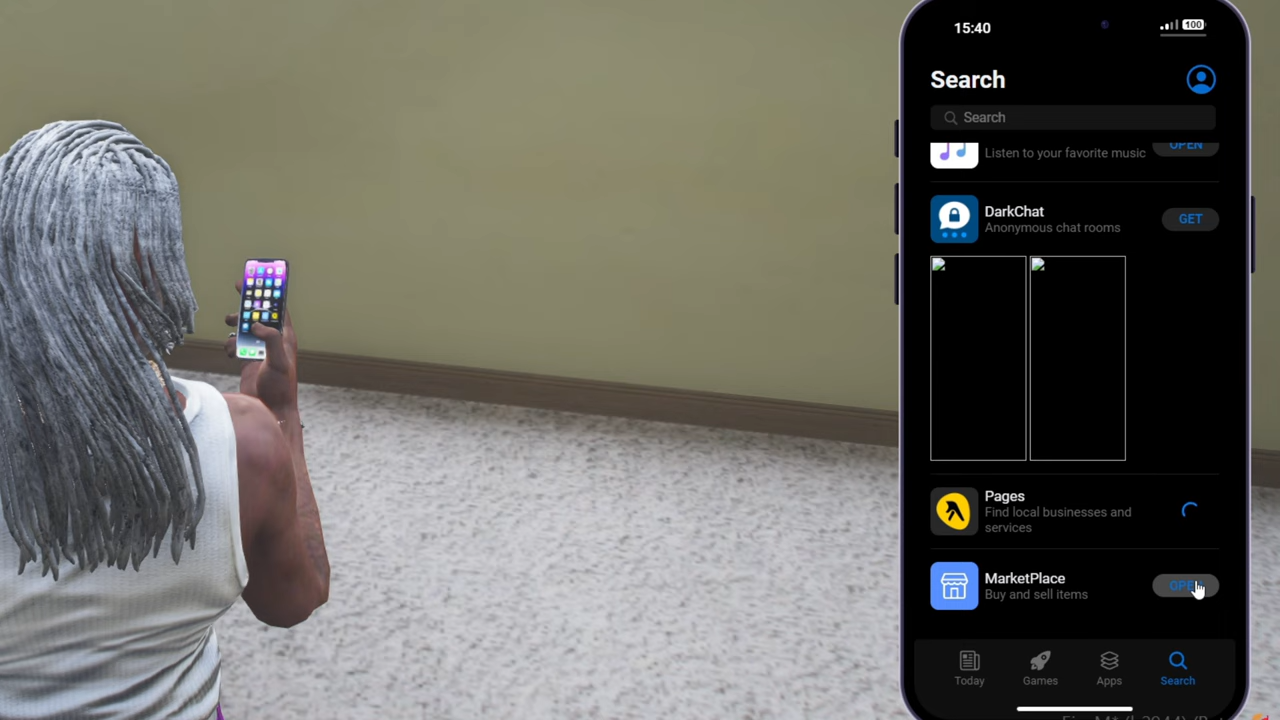 15:40
100
Search
Search
Listen to your favorite music
OPEN
DarkChat
Anonymous chat rooms
GET
Pages
Find local businesses and
services
MarketPlace
Buy and sell items
OPEN
Today
Games
Apps
Search